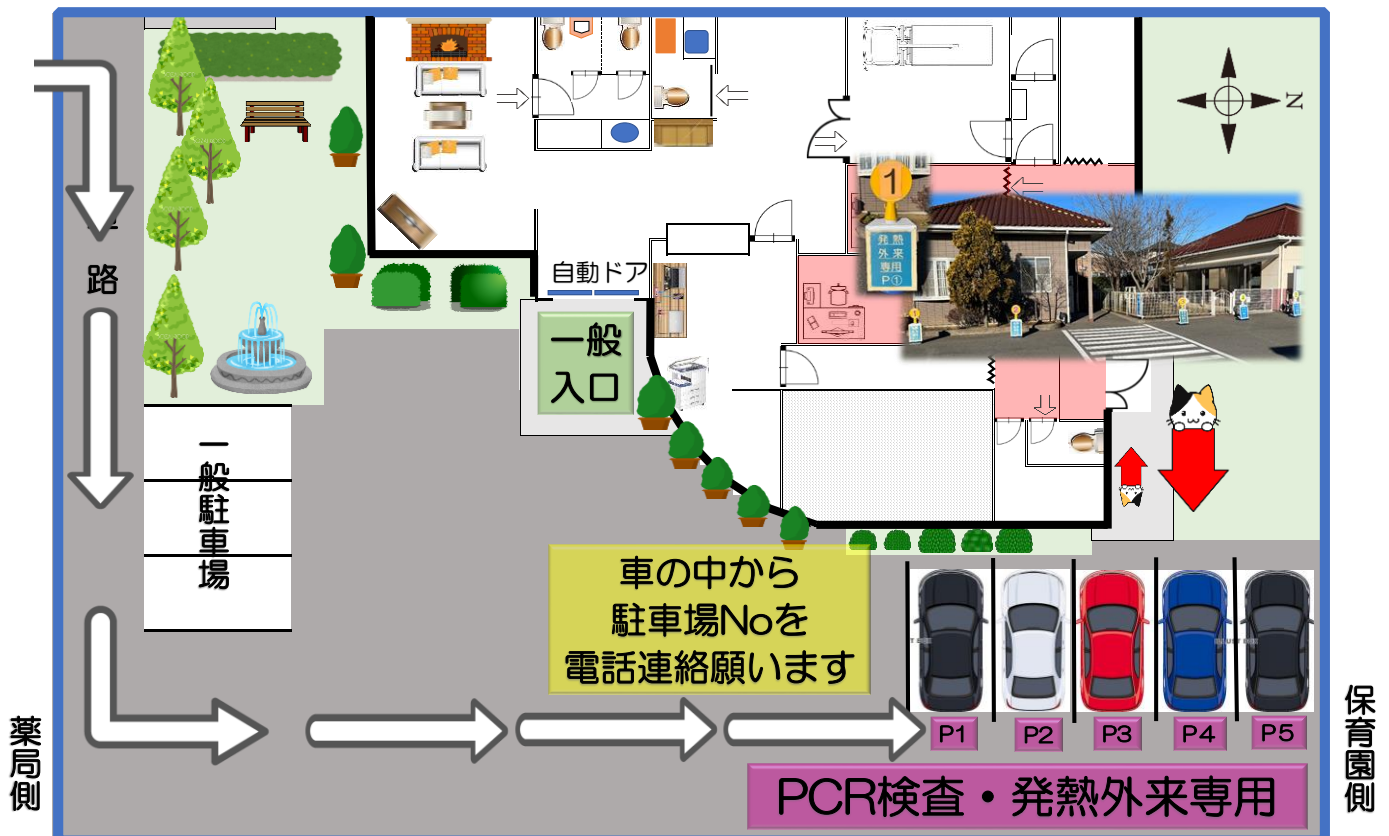 N
1
発熱
外来
専用
P①
自動ドア
一般
入口
路
一般駐車場
車の中から
駐車場Noを
電話連絡願います
P1
P2
P3
P4
P5
PCR検査・発熱外来専用
薬局側
保育園側